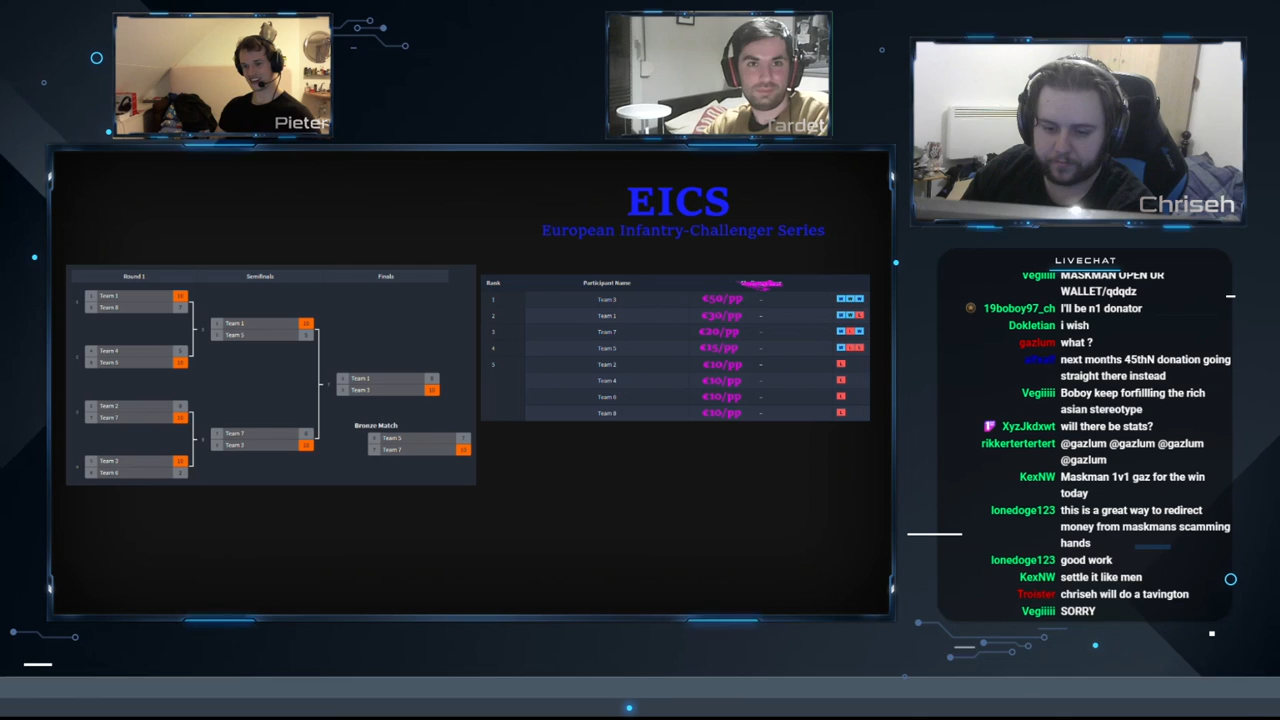 Pieter
Tardet
Chriseh
EICS
European Infantry-Challenger Series
Round 1
Semifinals
Finals
Team 1
Team 8
7
Team 4
Team 5
Team 2
Team 7
Team 3
Team 6
2
Team 1
Team 5
Team 7
Team 3
Team 1
Team 3
Bronze Match
Team 5
Team 7
Rank Participant Name
1 Team 3 €50/pp - W W W
2 Team 1 €30/pp - W W L
3 Team 7 €20/pp - W L W
4 Team 5 €15/pp - W L L
5 Team 2 €10/pp - L
Team 4 €10/pp - L
Team 6 €10/pp - L
Team 8 €10/pp - L
LIVECHAT
Vegiiiii MASKMAN OPEN UR
WALLET/qdqdz
19boboy97_ch I'll be n1 donator
Dokletian i wish
gazlum what ?
next months 45thN donation going
straight there instead
Vegiiiii Boboy keep forfilling the rich
asian stereotype
XyzJkdxwt will there be stats?
rikkertertertert @gazlum @gazlum @gazlum
@gazlum
KexNW Maskman 1v1 gaz for the win
today
lonedoge123 this is a great way to redirect
money from maskmans scamming
hands
lonedoge123 good work
KexNW settle it like men
Troister chriseh will do a tavington
Vegiiiii SORRY